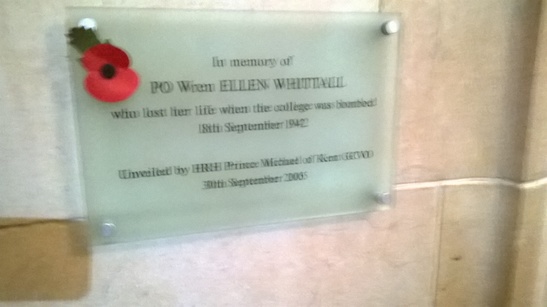 In memory of
PO Wren ELLEN WHITTALL
who lost her life when the college was bombed
18th September 1942
Unveiled by HRH Prince Michael of Kent GCVO
30th September 2005